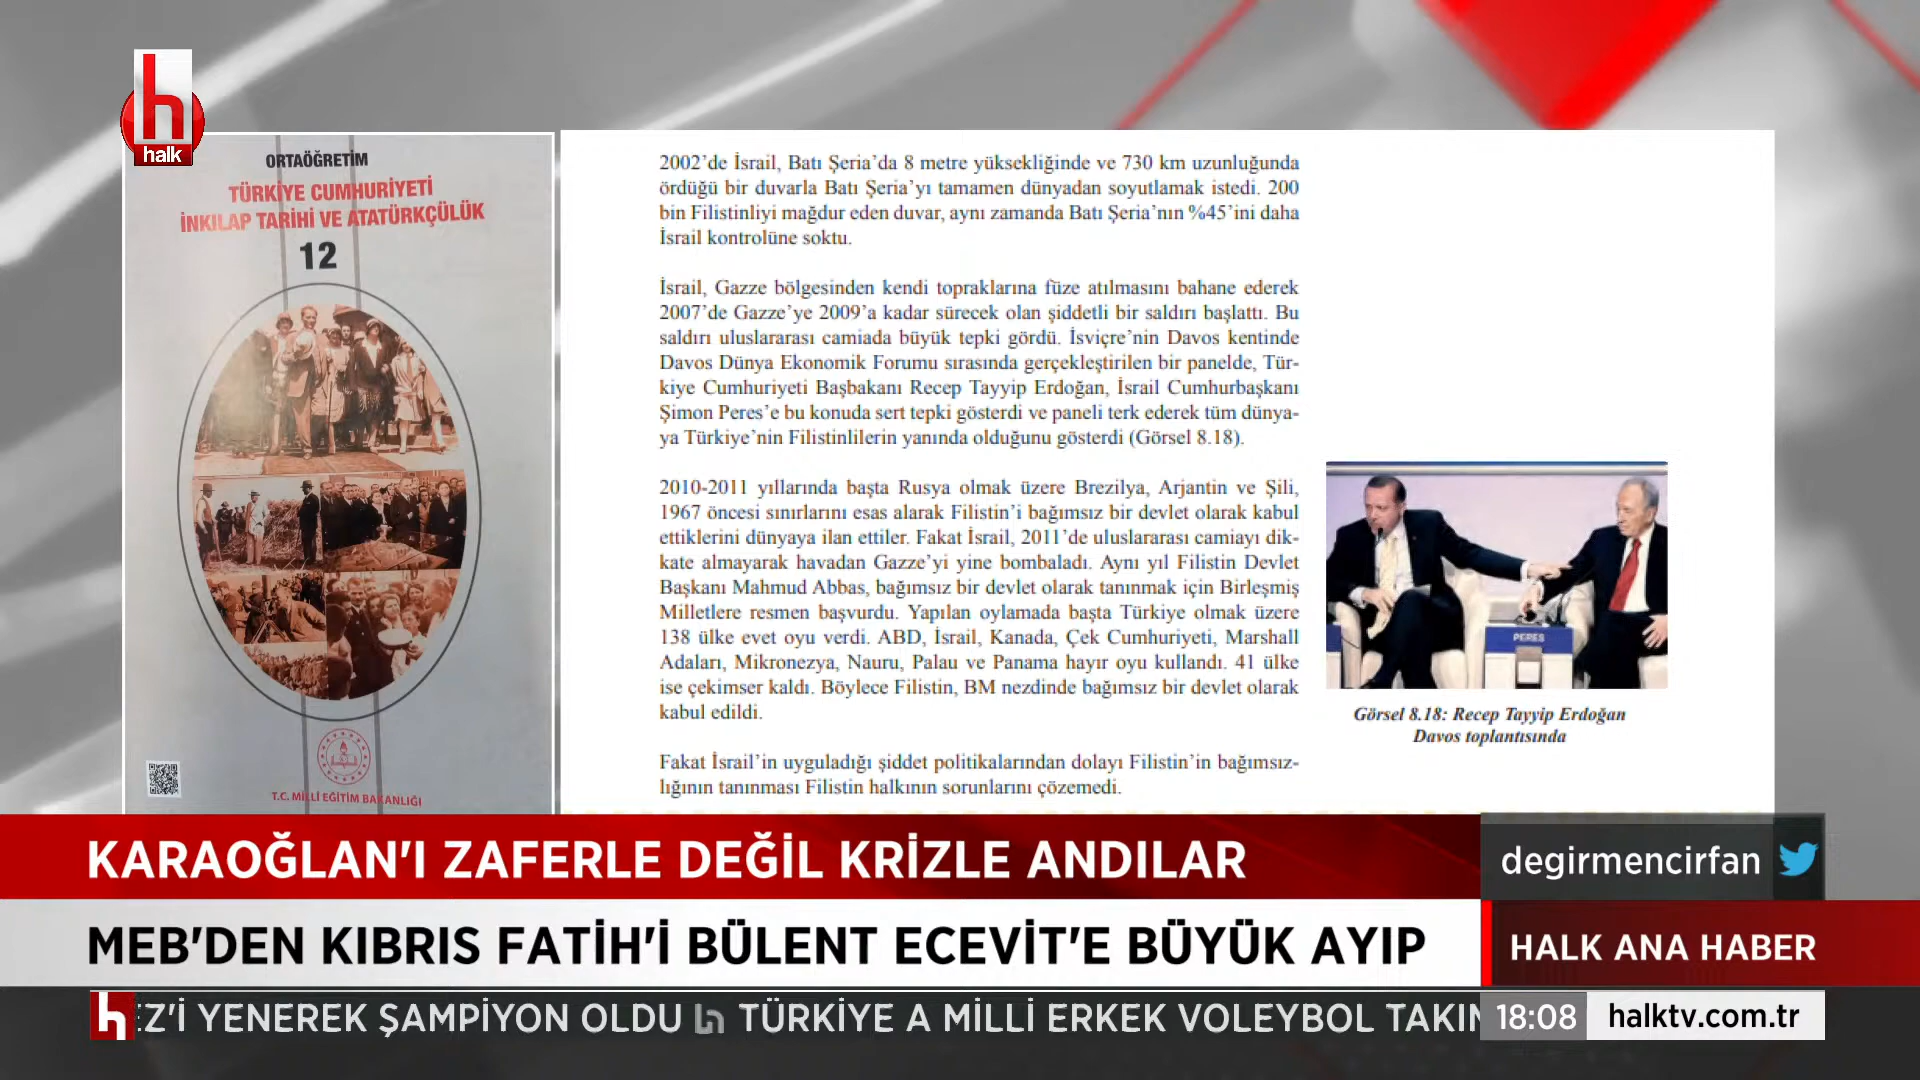 h
halk
ORTAÖĞRETİM
TÜRKİYE CUMHURİYETİ
İNKILAP TARİHİ VE ATATÜRKÇÜLÜK
12
T.C. MİLLİ EĞİTİM BAKANLIĞI
2002’de İsrail, Batı Şeria’da 8 metre yüksekliğinde ve 730 km uzunluğunda
ördüğü bir duvarla Batı Şeria’yı tamamen dünyadan soyutlamak istedi. 200
bin Filistinliyi mağdur eden duvar, aynı zamanda Batı Şeria’nın %45’ini daha
İsrail kontrolüne soktu.
İsrail, Gazze bölgesinden kendi topraklarına füze atılmasını bahane ederek
2007’de Gazze’ye 2009’a kadar sürecek olan şiddetli bir saldırı başlattı. Bu
saldırı uluslararası camiada büyük tepki gördü. İsviçre’nin Davos kentinde
Davos Dünya Ekonomik Forumu sırasında gerçekleştirilen bir panelde, Tür-
kiye Cumhuriyeti Başbakanı Recep Tayyip Erdoğan, İsrail Cumhurbaşkanı
Şimon Peres’e bu konuda sert tepki gösterdi ve paneli terk ederek tüm dünya-
ya Türkiye’nin Filistinlilerin yanında olduğunu gösterdi (Görsel 8.18).
2010-2011 yıllarında başta Rusya olmak üzere Brezilya, Arjantin ve Şili,
1967 öncesi sınırlarını esas alarak Filistin’i bağımsız bir devlet olarak kabul
ettiklerini dünyaya ilan ettiler. Fakat İsrail, 2011’de uluslararası camiayı dik-
kate almayarak havadan Gazze’yi yine bombaladı. Aynı yıl Filistin Devlet
Başkanı Mahmud Abbas, bağımsız bir devlet olarak tanınmak için Birleşmiş
Milletlere resmen başvurdu. Yapılan oylamada başta Türkiye olmak üzere
138 ülke evet oyu verdi. ABD, İsrail, Kanada, Çek Cumhuriyeti, Marshall
Adaları, Mikronezya, Nauru, Palau ve Panama hayır oyu kullandı. 41 ülke
ise çekimser kaldı. Böylece Filistin, BM nezdinde bağımsız bir devlet olarak
kabul edildi.
Fakat İsrail’in uyguladığı şiddet politikalarından dolayı Filistin’in bağımsız-
lığının tanınması Filistin halkının sorunlarını çözemedi.
PERES
Görsel 8.18: Recep Tayyip Erdoğan
Davos toplantısında
KARAOĞLAN'I ZAFERLE DEĞİL KRİZLE ANDILAR
degirmencirfan
MEB'DEN KIBRIS FATİH'İ BÜLENT ECEVİT'E BÜYÜK AYIP
HALK ANA HABER
h EZ'İ YENEREK ŞAMPİYON OLDU h TÜRKİYE A MİLLİ ERKEK VOLEYBOL TAKIN
18:08 halktv.com.tr